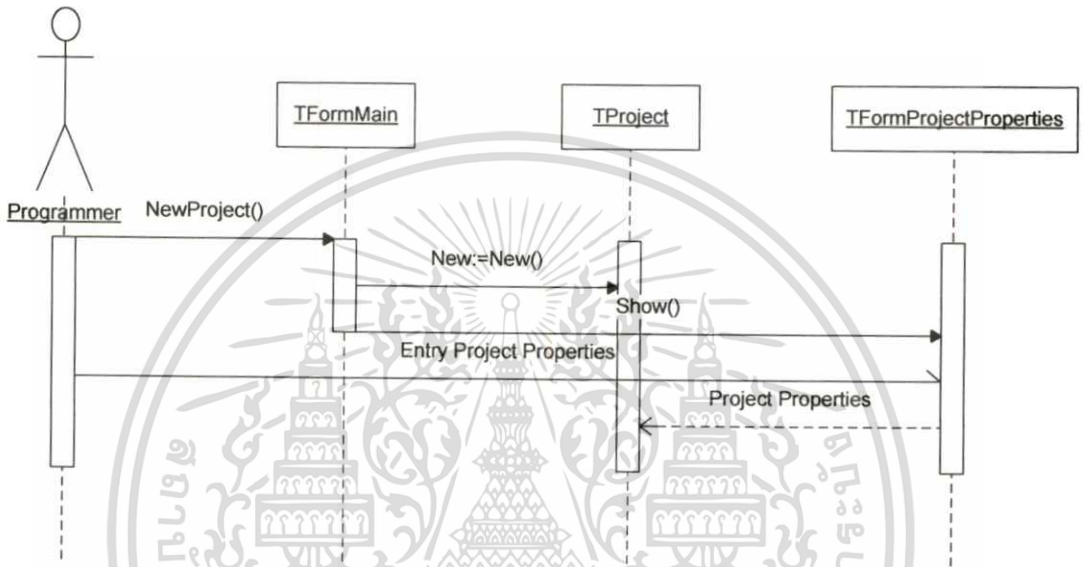 TFormMain
TProject
TFormProjectProperties
Programmer
NewProject()
New:=New()
Show()
Entry Project Properties
Project Properties